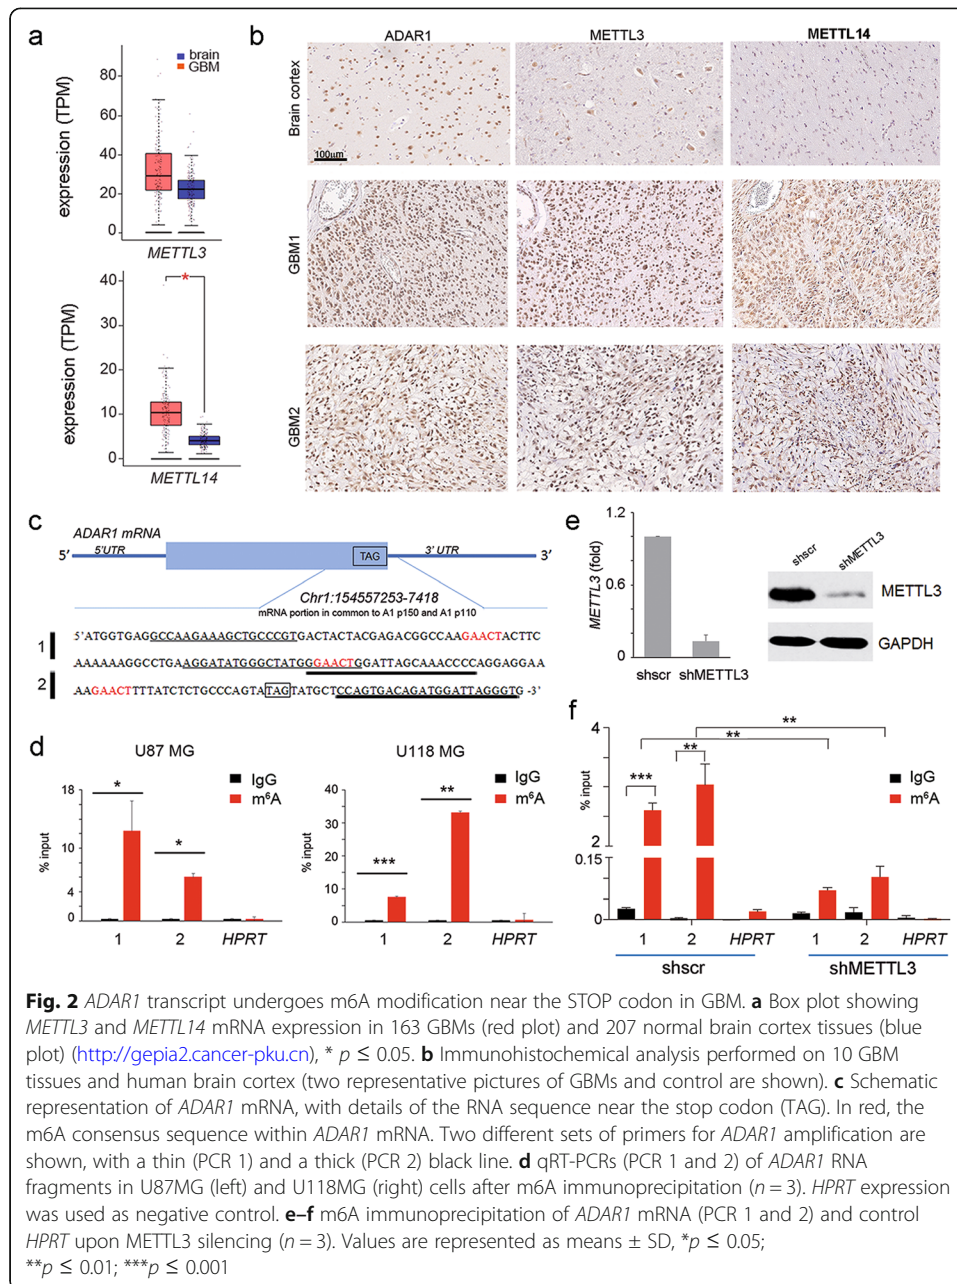 a
brain
GBM
expression (TPM)
80
60
40
20
0
METTL3
*
expression (TPM)
40
30
20
10
0
METTL14
b
ADAR1
METTL3
METTL14
Brain cortex
100µm
GBM1
GBM2
c
ADAR1 mRNA
5' 5'UTR TAG 3' UTR 3'
Chr1:154557253-7418
mRNA portion in common to A1 p150 and A1 p110
1
5'ATGGTGAGGCCAAGAAAGCTGCCCGTGACTACTACGAGACGGCCAAGAACTACTTC
AAAAAAGGCCTGAAGGATATGGGCTATGGGAACTGGATTAGCAAACCCCAGGAGGAA
2
AAGAACTTTTATCTCTGCCCAGTATAGTATGCTCCAGTGACAGATGGATTAGGGTG -3'
d
U87 MG
IgG
m⁶A
% input
18
12
6
0
*
*
1 2 HPRT
U118 MG
IgG
m⁶A
% input
40
30
20
10
0
***
**
1 2 HPRT
e
METTL3 (fold)
1.2
0.6
0
shscr shMETTL3
shscr shMETTL3
METTL3
GAPDH
f
% input
4
2
0.15
0
**
**
**
***
IgG
m⁶A
1 2 HPRT 1 2 HPRT
shscr shMETTL3
Fig. 2 ADAR1 transcript undergoes m6A modification near the STOP codon in GBM. a Box plot showing
METTL3 and METTL14 mRNA expression in 163 GBMs (red plot) and 207 normal brain cortex tissues (blue
plot) (http://gepia2.cancer-pku.cn), * p ≤ 0.05. b Immunohistochemical analysis performed on 10 GBM
tissues and human brain cortex (two representative pictures of GBMs and control are shown). c Schematic
representation of ADAR1 mRNA, with details of the RNA sequence near the stop codon (TAG). In red, the
m6A consensus sequence within ADAR1 mRNA. Two different sets of primers for ADAR1 amplification are
shown, with a thin (PCR 1) and a thick (PCR 2) black line. d qRT-PCRs (PCR 1 and 2) of ADAR1 RNA
fragments in U87MG (left) and U118MG (right) cells after m6A immunoprecipitation (n = 3). HPRT expression
was used as negative control. e–f m6A immunoprecipitation of ADAR1 mRNA (PCR 1 and 2) and control
HPRT upon METTL3 silencing (n = 3). Values are represented as means ± SD, *p ≤ 0.05;
**p ≤ 0.01; ***p ≤ 0.001